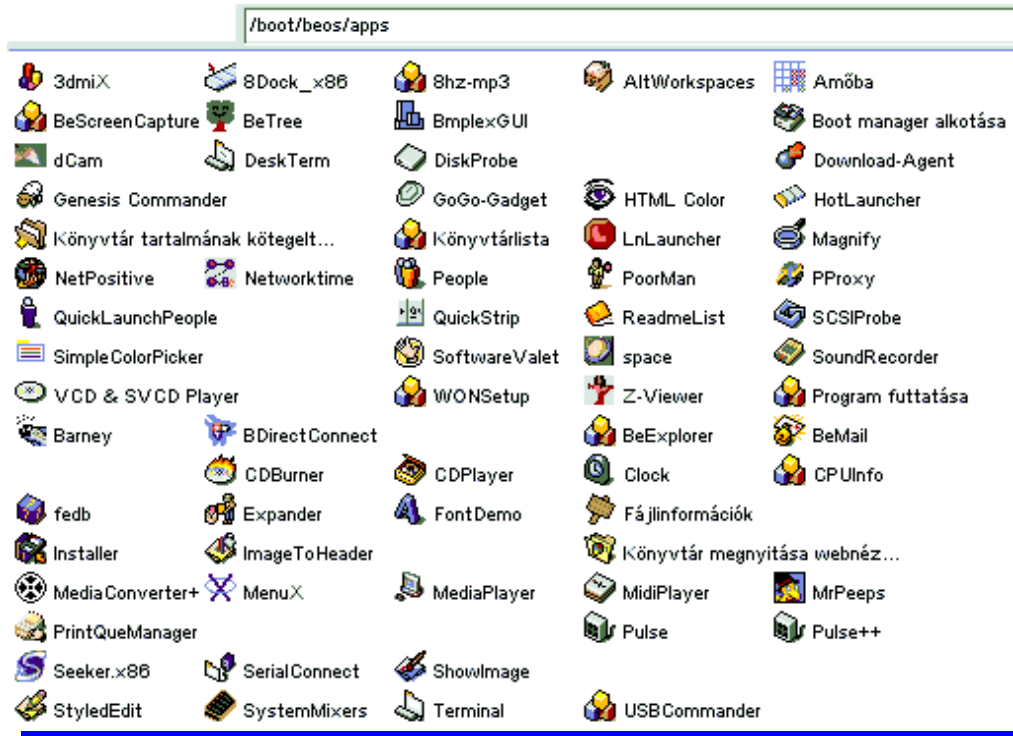 /boot/beos/apps
3dmiX 8Dock_x86 8hz-mp3 AltWorkspaces Amőba
BeScreenCapture BeTree BmplexGUI Boot manager alkotása
dCam DeskTerm DiskProbe Download-Agent
Genesis Commander GoGo-Gadget HTML Color HotLauncher
Könyvtár tartalmának kötegelt... Könyvtárlista LnLauncher Magnify
NetPositive Networktime People PoorMan PProxy
QuickLaunchPeople QuickStrip ReadmeList SCSIProbe
SimpleColorPicker SoftwareValet space SoundRecorder
VCD & SVCD Player WONSetup Z-Viewer Program futtatása
Barney BDirectConnect BeExplorer BeMail
CDBurner CDPlayer Clock CPUInfo
fedb Expander FontDemo Fájlinformációk
Installer ImageToHeader Könyvtár megnyitása webnéz...
MediaConverter+ MenuX MediaPlayer MidiPlayer MrPeeps
PrintQueManager Pulse Pulse++
Seeker.x86 SerialConnect ShowImage
StyledEdit SystemMixers Terminal USBCommander